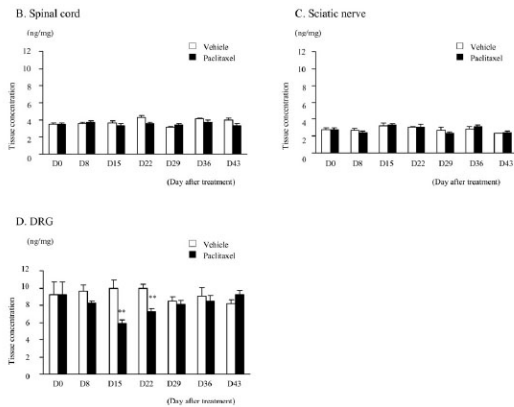 B. Spinal cord
(ng/mg)
Vehicle
Paclitaxel
Tissue concentration
12
10
8
6
4
2
0
D0 D8 D15 D22 D29 D36 D43
(Day after treatment)
C. Sciatic nerve
(ng/mg)
Vehicle
Paclitaxel
Tissue concentration
12
10
8
6
4
2
0
D0 D8 D15 D22 D29 D36 D43
(Day after treatment)
D. DRG
(ng/mg)
Vehicle
Paclitaxel
Tissue concentration
12
10
8
6
4
2
0
**
**
D0 D8 D15 D22 D29 D36 D43
(Day after treatment)